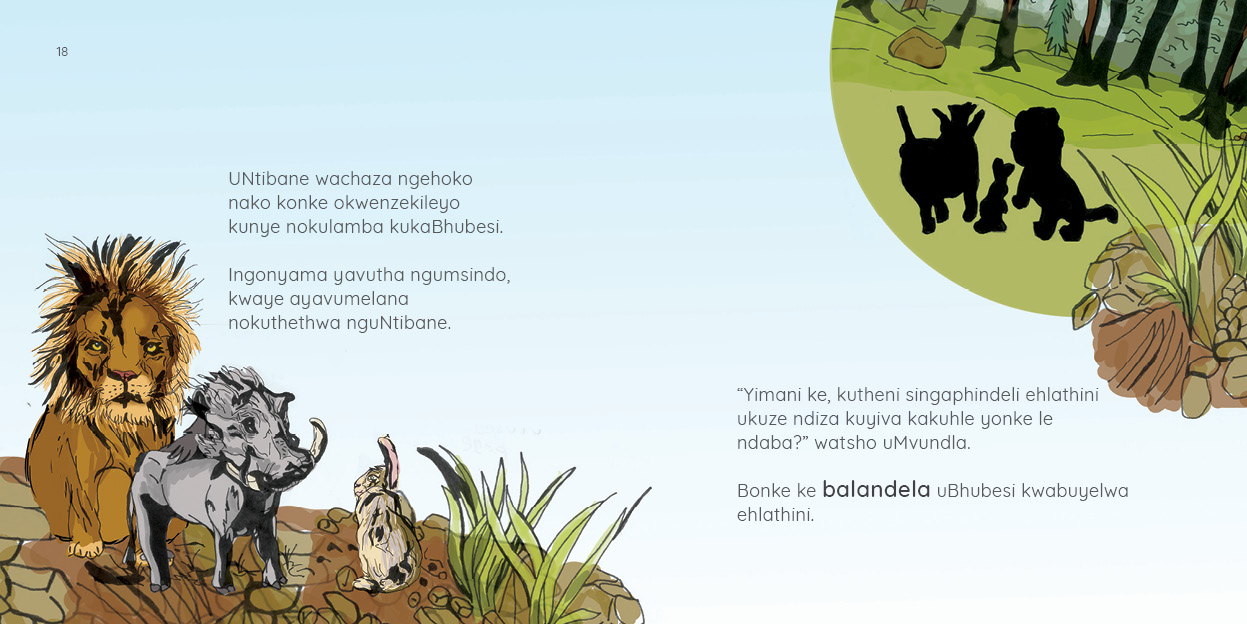 18
UNtibane wachaza ngehoko
nako konke okwenzekileyo
kunye nokulamba kukaBhubesi.
Ingonyama yavutha ngumsindo,
kwaye ayavumelana
nokuthethwa nguNtibane.
“Yimani ke, kutheni singaphindeli ehlathini
ukuze ndiza kuyiva kakuhle yonke le
ndaba?” watsho uMvundla.
Bonke ke balandela uBhubesi kwabuyelwa
ehlathini.